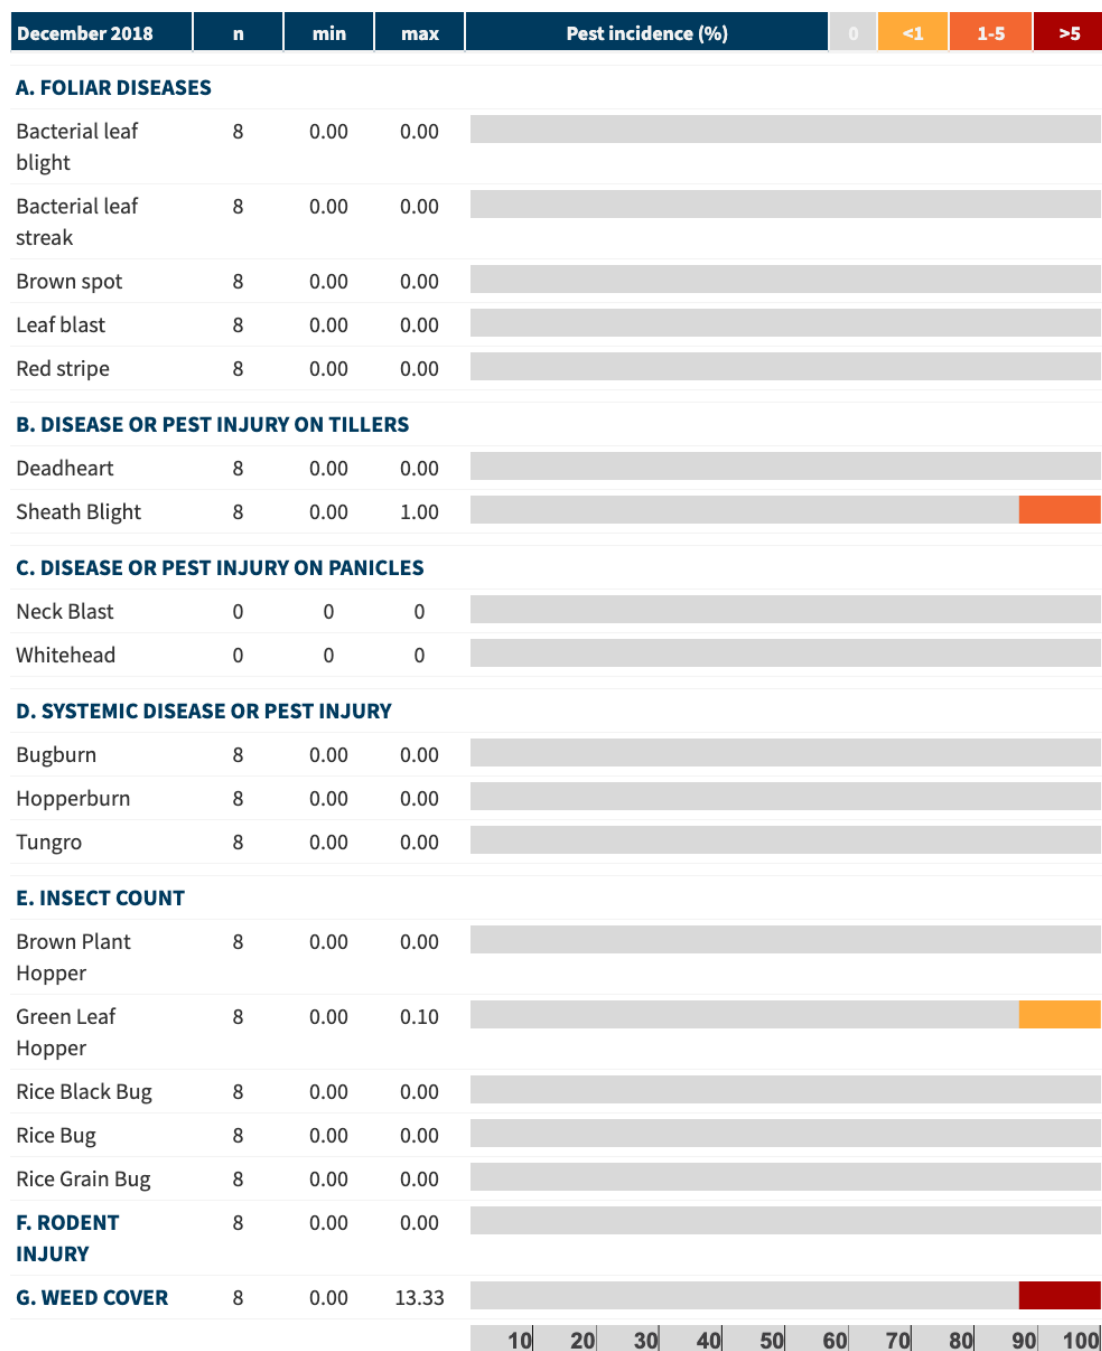 December 2018 n min max Pest incidence (%) 0 <1 1-5 >5
A. FOLIAR DISEASES
Bacterial leaf 8 0.00 0.00
blight
Bacterial leaf 8 0.00 0.00
streak
Brown spot 8 0.00 0.00
Leaf blast 8 0.00 0.00
Red stripe 8 0.00 0.00
B. DISEASE OR PEST INJURY ON TILLERS
Deadheart 8 0.00 0.00
Sheath Blight 8 0.00 1.00
C. DISEASE OR PEST INJURY ON PANICLES
Neck Blast 0 0 0
Whitehead 0 0 0
D. SYSTEMIC DISEASE OR PEST INJURY
Bugburn 8 0.00 0.00
Hopperburn 8 0.00 0.00
Tungro 8 0.00 0.00
E. INSECT COUNT
Brown Plant 8 0.00 0.00
Hopper
Green Leaf 8 0.00 0.10
Hopper
Rice Black Bug 8 0.00 0.00
Rice Bug 8 0.00 0.00
Rice Grain Bug 8 0.00 0.00
F. RODENT 8 0.00 0.00
INJURY
G. WEED COVER 8 0.00 13.33
10 20 30 40 50 60 70 80 90 100